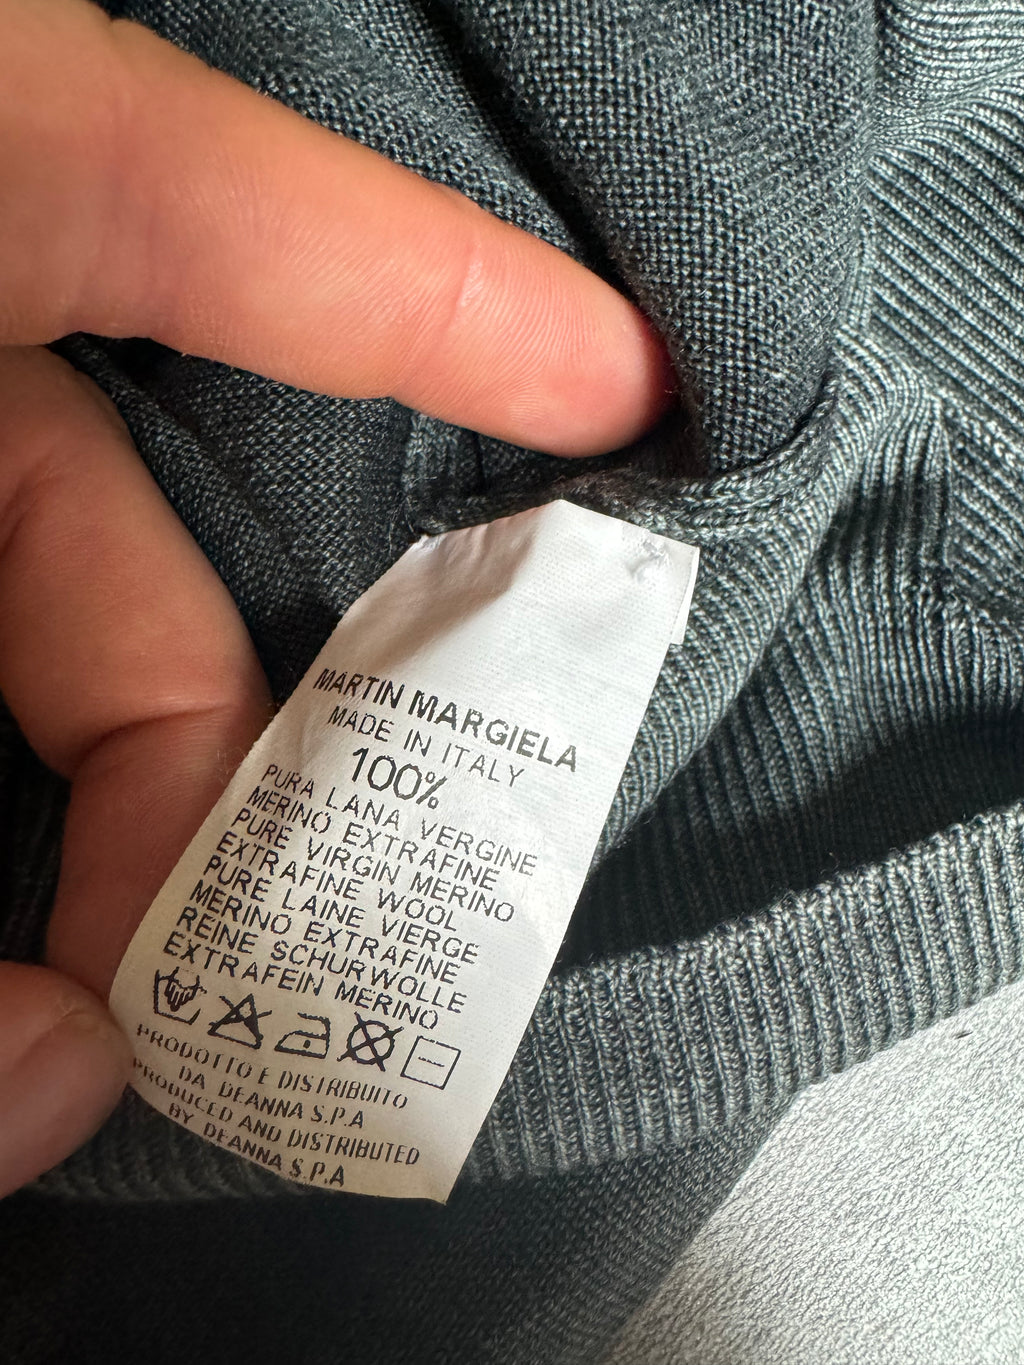 MARTIN MARGIELA
MADE IN ITALY
100%
PURA LANA VERGINE
MERINO EXTRAFINE
PURE VIRGIN MERINO
EXTRAFINE WOOL
PURE LAINE VIERGE
MERINO EXTRAFINE
REINE SCHURWOLLE
EXTRAFEIN MERINO
PRODOTTO E DISTRIBUITO
DA DEANNA S.P.A
PRODUCED AND DISTRIBUTED
BY DEANNA S.P.A